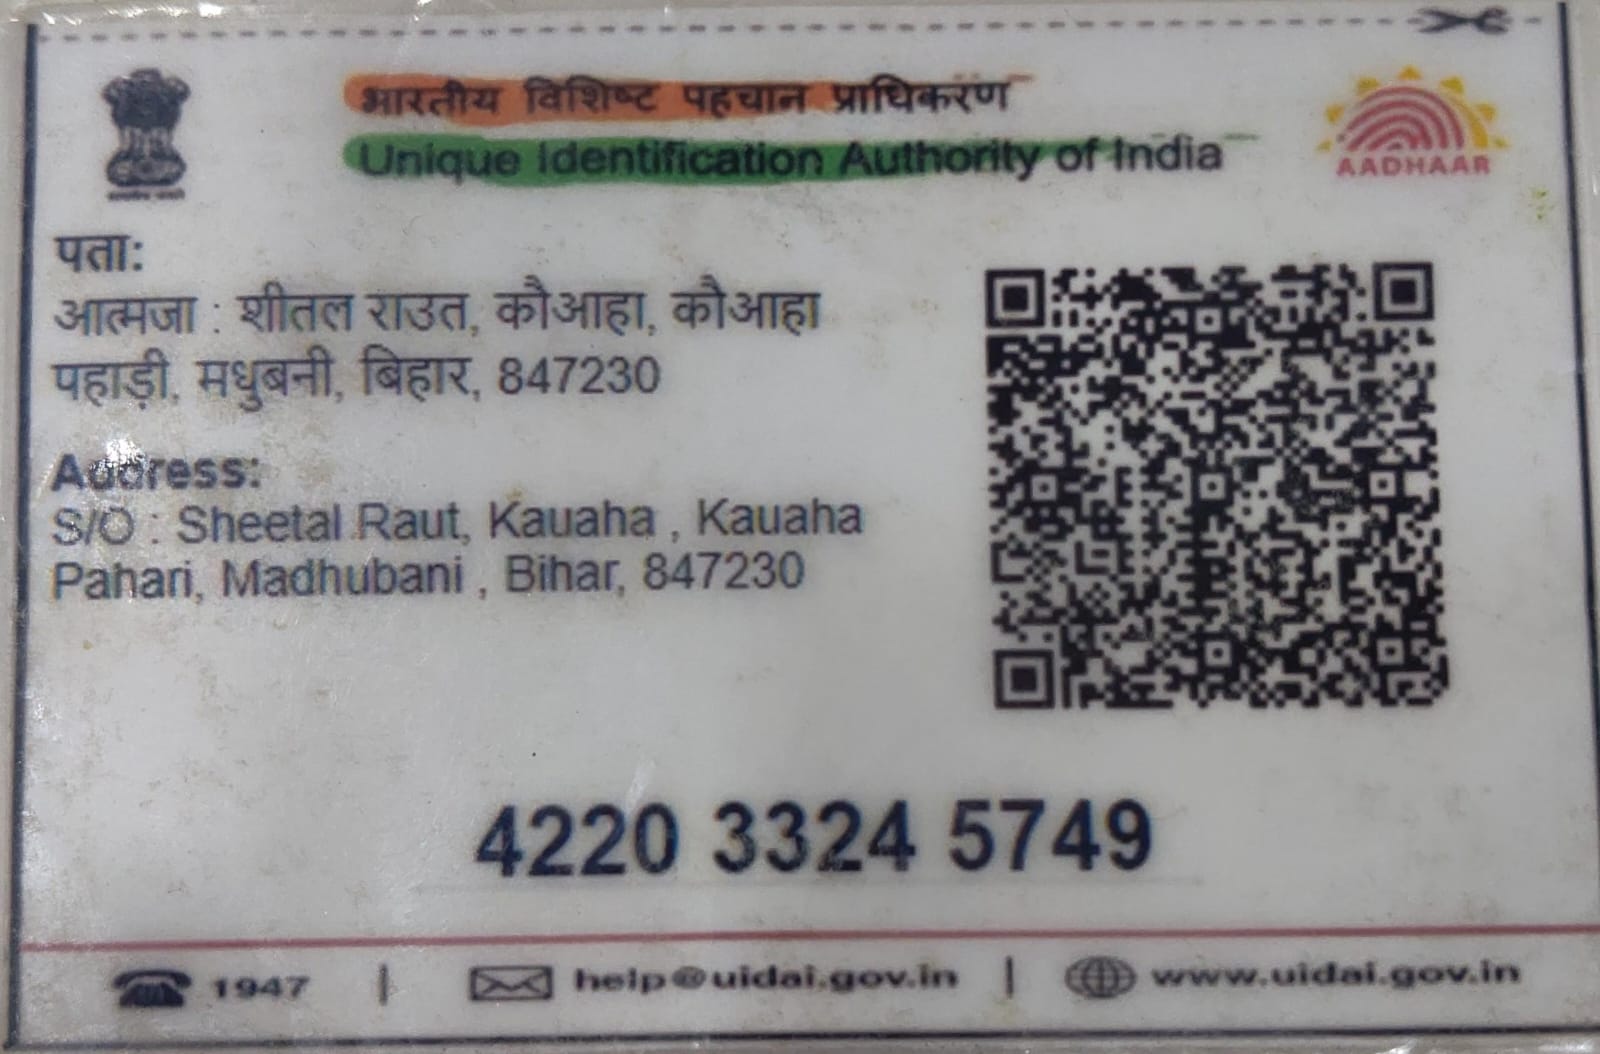 भारतीय विशिष्ट पहचान प्राधिकरण
Unique Identification Authority of India
AADHAAR
पता:
आत्मजा : शीतल राउत, कौआहा, कौआहा
पहाड़ी, मधुबनी, बिहार, 847230
Address:
S/O : Sheetal Raut, Kauaha , Kauaha
Pahari, Madhubani , Bihar, 847230
4220 3324 5749
1947 | help@uidai.gov.in | www.uidai.gov.in